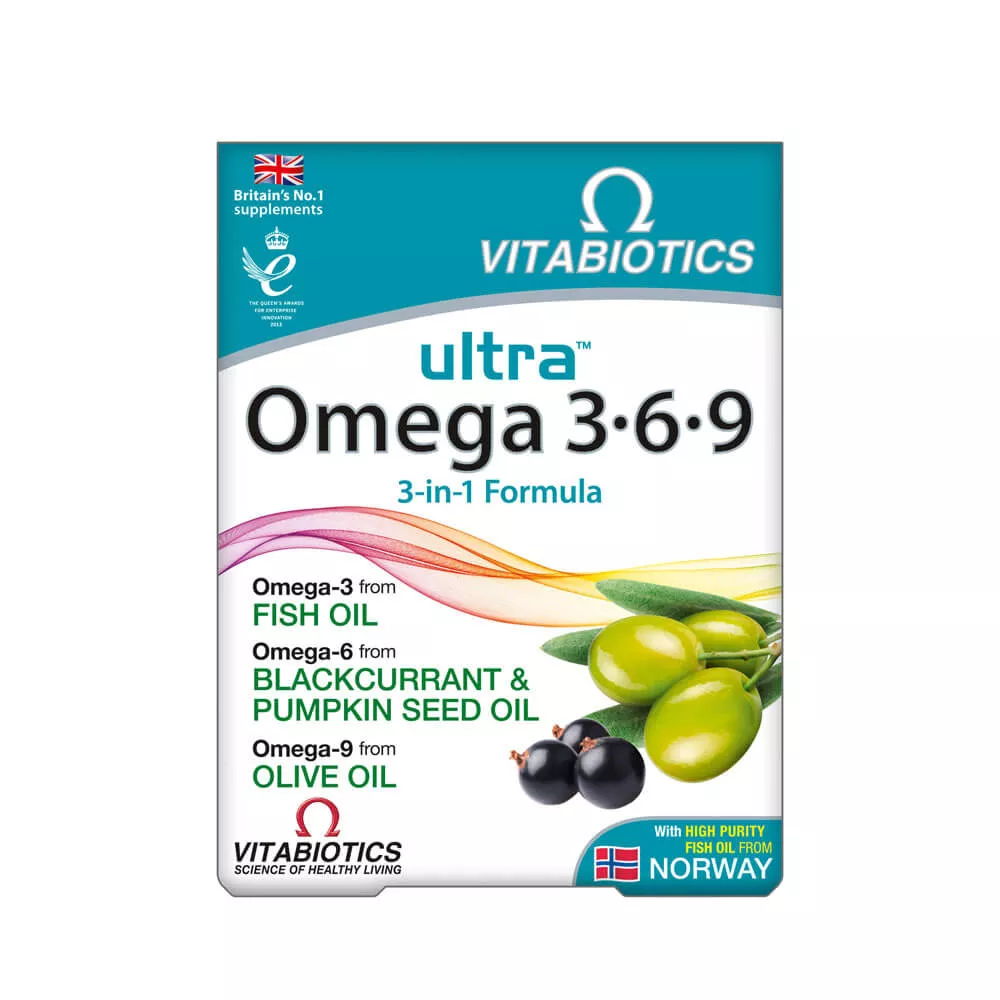 Britain's No.1
supplements
THE QUEEN'S AWARDS
FOR ENTERPRISE
INNOVATION
2013
VITABIOTICS
ultra™
Omega 3•6•9
3-in-1 Formula
Omega-3 from
FISH OIL
Omega-6 from
BLACKCURRANT &
PUMPKIN SEED OIL
Omega-9 from
OLIVE OIL
VITABIOTICS
SCIENCE OF HEALTHY LIVING
With HIGH PURITY
FISH OIL FROM
NORWAY